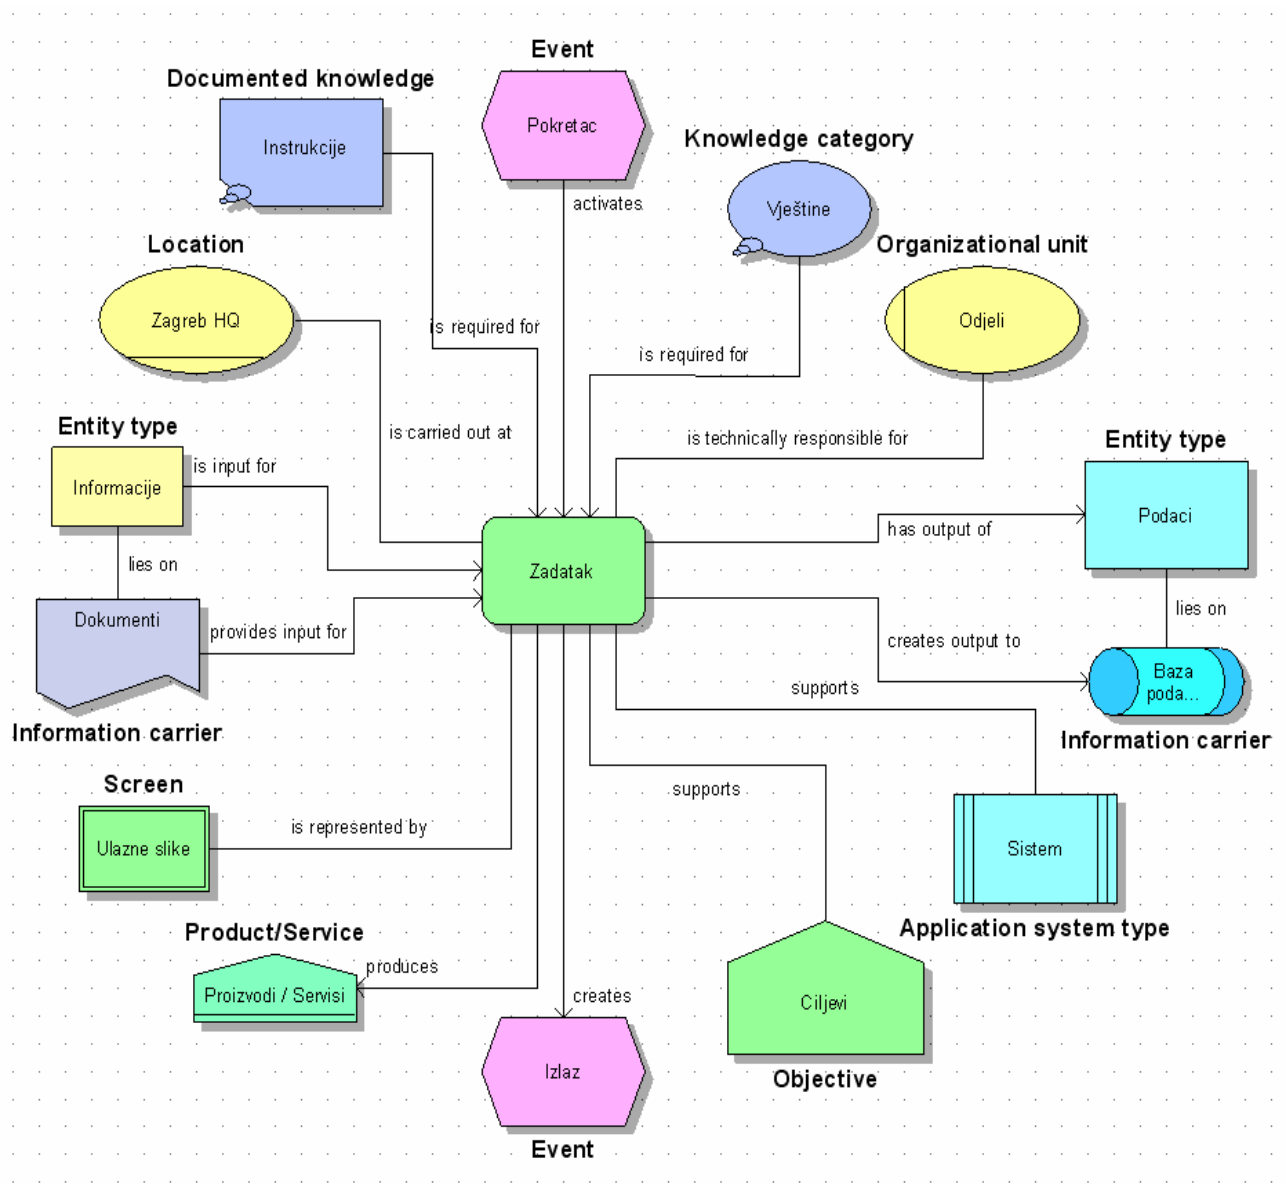 Event
Documented knowledge
Pokretac
Instrukcije
Knowledge category
Vještine
activates
Location
Organizational unit
Zagreb HQ
Odjeli
is required for
is required for
is carried out at
is technically responsible for
Entity type
Entity type
is input for
Informacije
Podaci
has output of
lies on
Zadatak
lies on
Dokumenti
provides input for
creates output to
Baza
poda...
supports
Information carrier
Information carrier
Screen
supports
is represented by
Ulazne slike
Sistem
Application system type
Product/Service
produces
Proizvodi / Servisi
creates
Ciljevi
Izlaz
Objective
Event